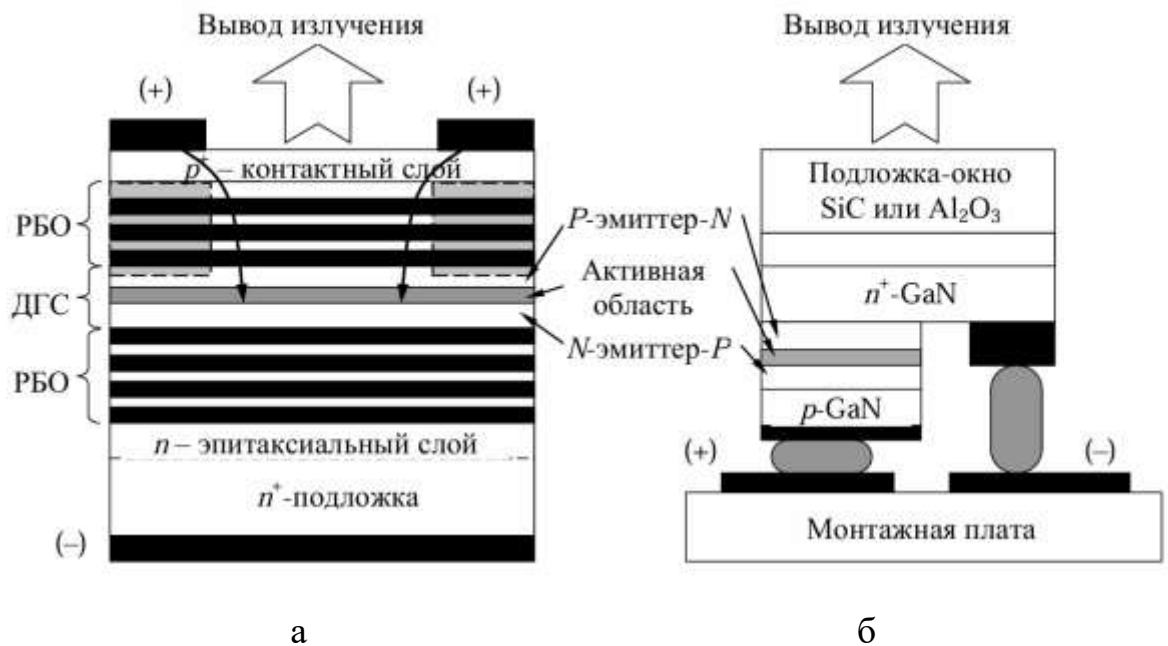 Вывод излучения
(+)
(+)
p⁺ – контактный слой
РБО
ДГС
РБО
n – эпитаксиальный слой
n⁺-подложка
(–)
P-эмиттер-N
Активная
область
N-эмиттер-P
Вывод излучения
Подложка-окно
SiC или Al₂O₃
n⁺-GaN
p-GaN
(+)
(–)
Монтажная плата
а
б